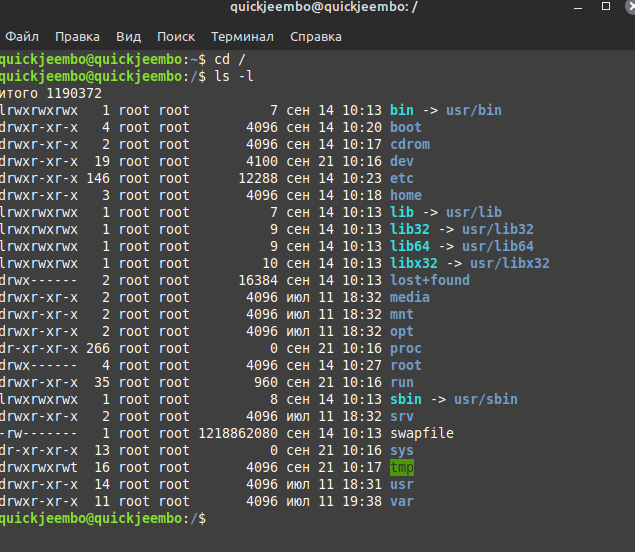 quickjeembo@quickjeembo: /
Файл Правка Вид Поиск Терминал Справка
quickjeembo@quickjeembo:~$ cd /
quickjeembo@quickjeembo:/$ ls -l
итого 1190372
lrwxrwxrwx   1 root root          7 сен 14 10:13 bin -> usr/bin
drwxr-xr-x   4 root root       4096 сен 14 10:20 boot
drwxr-xr-x   2 root root       4096 сен 14 10:17 cdrom
drwxr-xr-x  19 root root       4100 сен 21 10:16 dev
drwxr-xr-x 146 root root      12288 сен 14 10:23 etc
drwxr-xr-x   3 root root       4096 сен 14 10:18 home
lrwxrwxrwx   1 root root          7 сен 14 10:13 lib -> usr/lib
lrwxrwxrwx   1 root root          9 сен 14 10:13 lib32 -> usr/lib32
lrwxrwxrwx   1 root root          9 сен 14 10:13 lib64 -> usr/lib64
lrwxrwxrwx   1 root root         10 сен 14 10:13 libx32 -> usr/libx32
drwx------   2 root root      16384 сен 14 10:13 lost+found
drwxr-xr-x   2 root root       4096 июл 11 18:32 media
drwxr-xr-x   2 root root       4096 июл 11 18:32 mnt
drwxr-xr-x   2 root root       4096 июл 11 18:32 opt
dr-xr-xr-x 266 root root          0 сен 21 10:16 proc
drwx------   4 root root       4096 сен 14 10:27 root
drwxr-xr-x  35 root root        960 сен 21 10:16 run
lrwxrwxrwx   1 root root          8 сен 14 10:13 sbin -> usr/sbin
drwxr-xr-x   2 root root       4096 июл 11 18:32 srv
-rw-------   1 root root 1218862080 сен 14 10:13 swapfile
dr-xr-xr-x  13 root root          0 сен 21 10:16 sys
drwxrwxrwt  16 root root       4096 сен 21 10:17 tmp
drwxr-xr-x  14 root root       4096 июл 11 18:31 usr
drwxr-xr-x  11 root root       4096 июл 11 19:38 var
quickjeembo@quickjeembo:/$